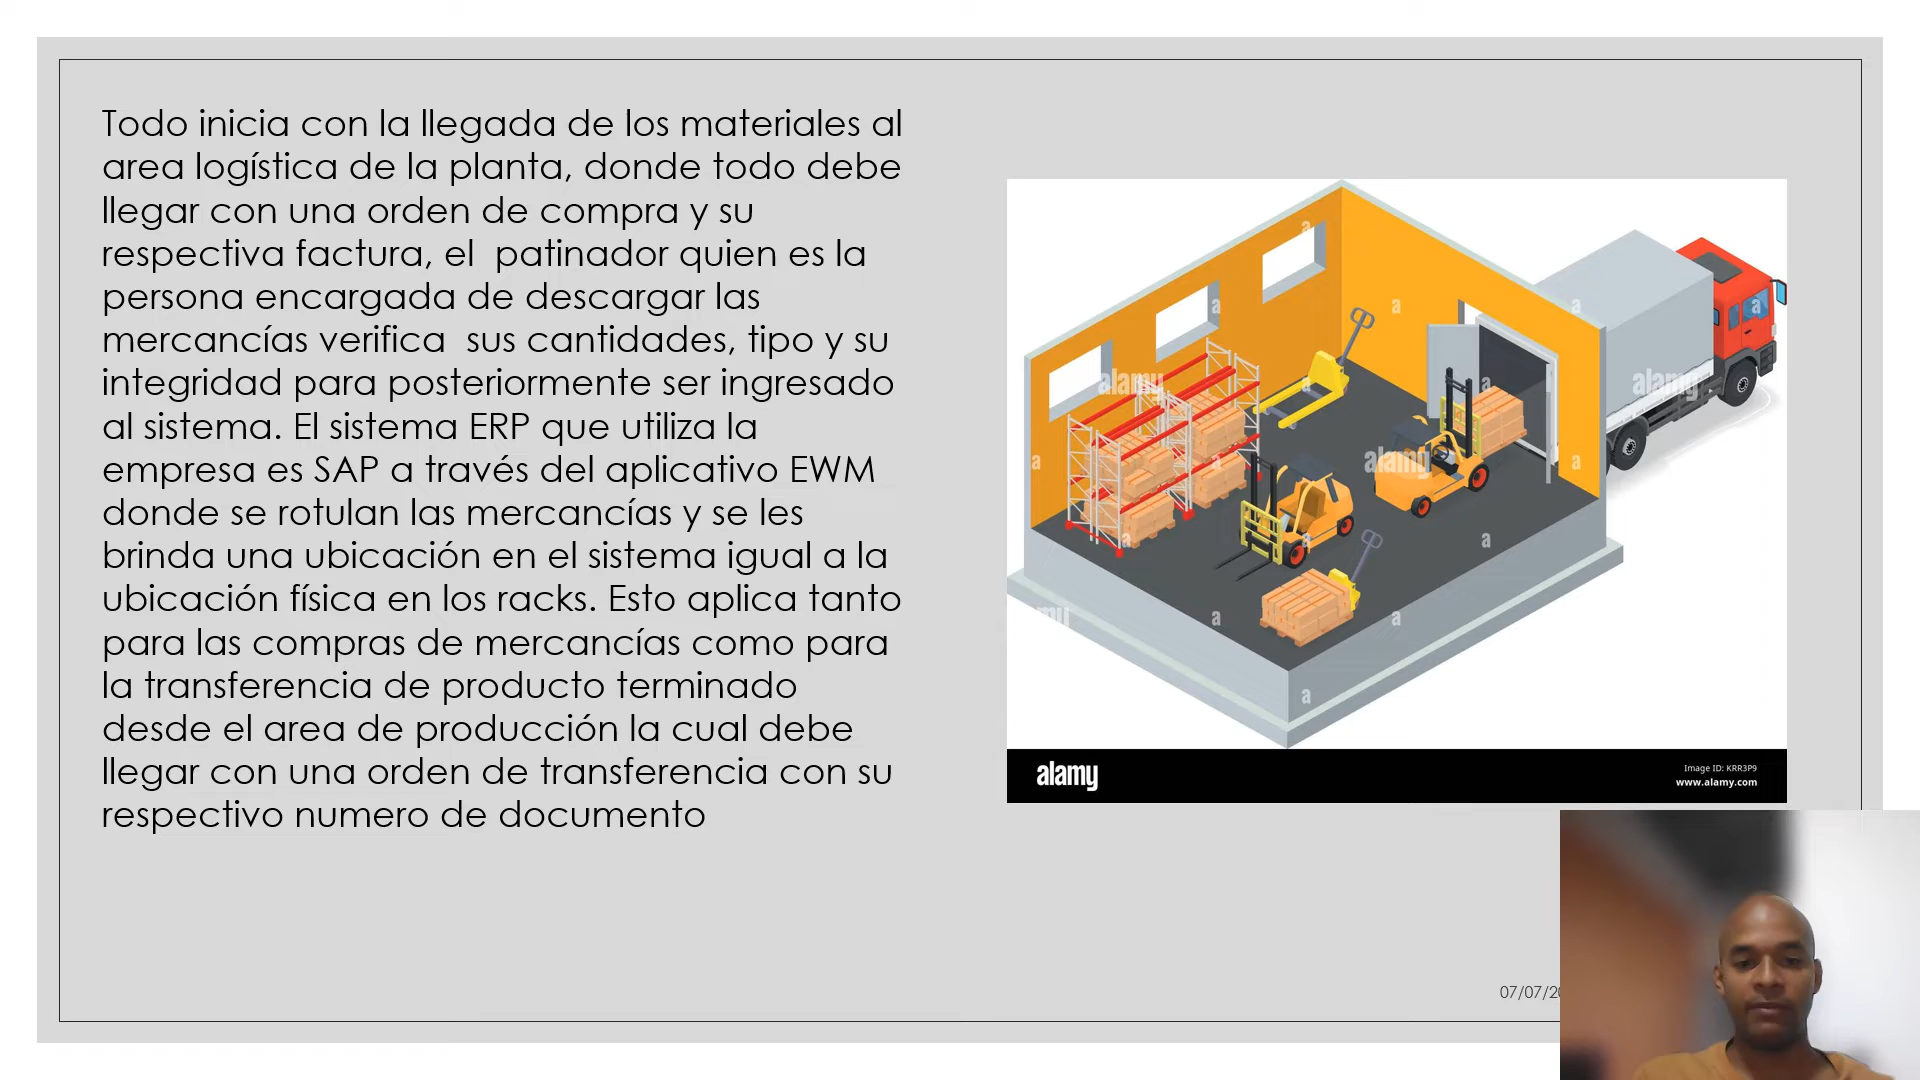 Todo inicia con la llegada de los materiales al
area logística de la planta, donde todo debe
llegar con una orden de compra y su
respectiva factura, el  patinador quien es la
persona encargada de descargar las
mercancías verifica  sus cantidades, tipo y su
integridad para posteriormente ser ingresado
al sistema. El sistema ERP que utiliza la
empresa es SAP a través del aplicativo EWM
donde se rotulan las mercancías y se les
brinda una ubicación en el sistema igual a la
ubicación física en los racks. Esto aplica tanto
para las compras de mercancías como para
la transferencia de producto terminado
desde el area de producción la cual debe
llegar con una orden de transferencia con su
respectivo numero de documento
alamy
alamy
alamy
alamy
Image ID: KRR3P9
www.alamy.com
07/07/20